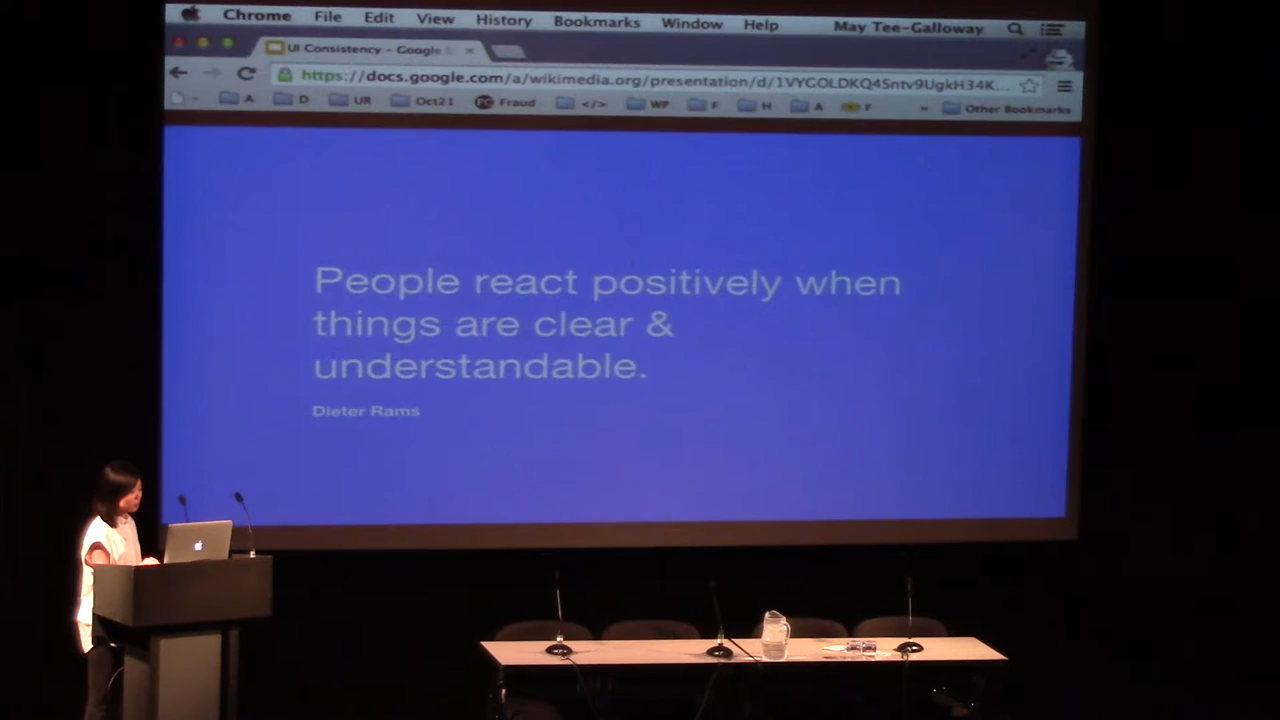 Chrome File Edit View History Bookmarks Window Help May Tee-Galloway
UI Consistency – Google
https://docs.google.com/a/wikimedia.org/presentation/d/1VYGOLDKQ4Sntv9UgkH34K...
A D UR Oct21 Fraud </> WP F H A F » Other Bookmarks
People react positively when
things are clear &
understandable.
Dieter Rams